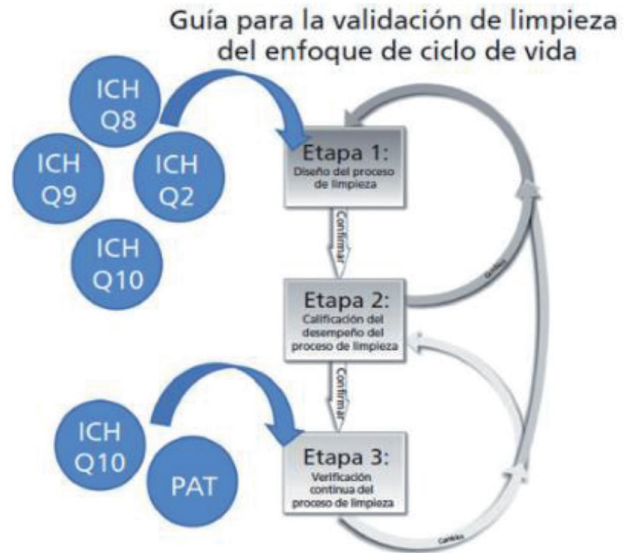 Guía para la validación de limpieza
del enfoque de ciclo de vida
ICH
Q8
ICH
Q9
ICH
Q2
ICH
Q10
Etapa 1:
Diseño del proceso
de limpieza
Confirmar
Etapa 2:
Calificación del
desempeño del
proceso de limpieza
Confirmar
ICH
Q10
PAT
Etapa 3:
Verificación
continua del
proceso de limpieza
Cambios